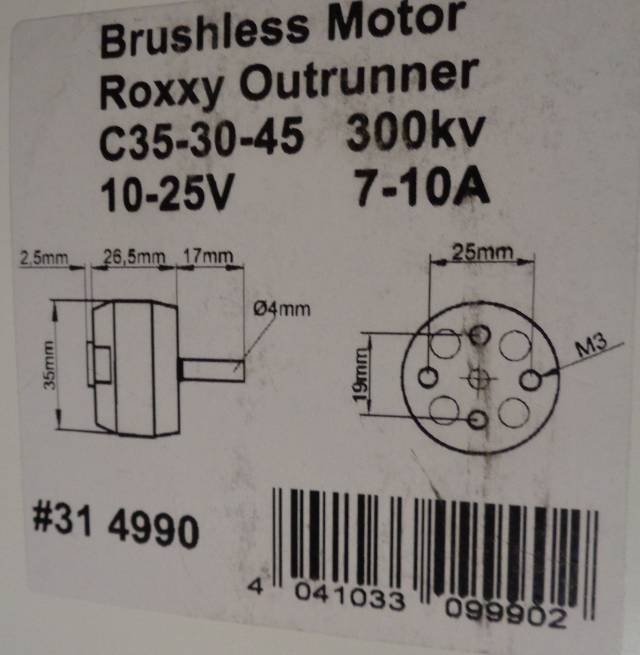 Brushless Motor
Roxxy Outrunner
C35-30-45 300kv
10-25V 7-10A
2,5mm 26,5mm 17mm 25mm
Ø4mm
35mm
19mm
M3
#31 4990
4 041033 099902